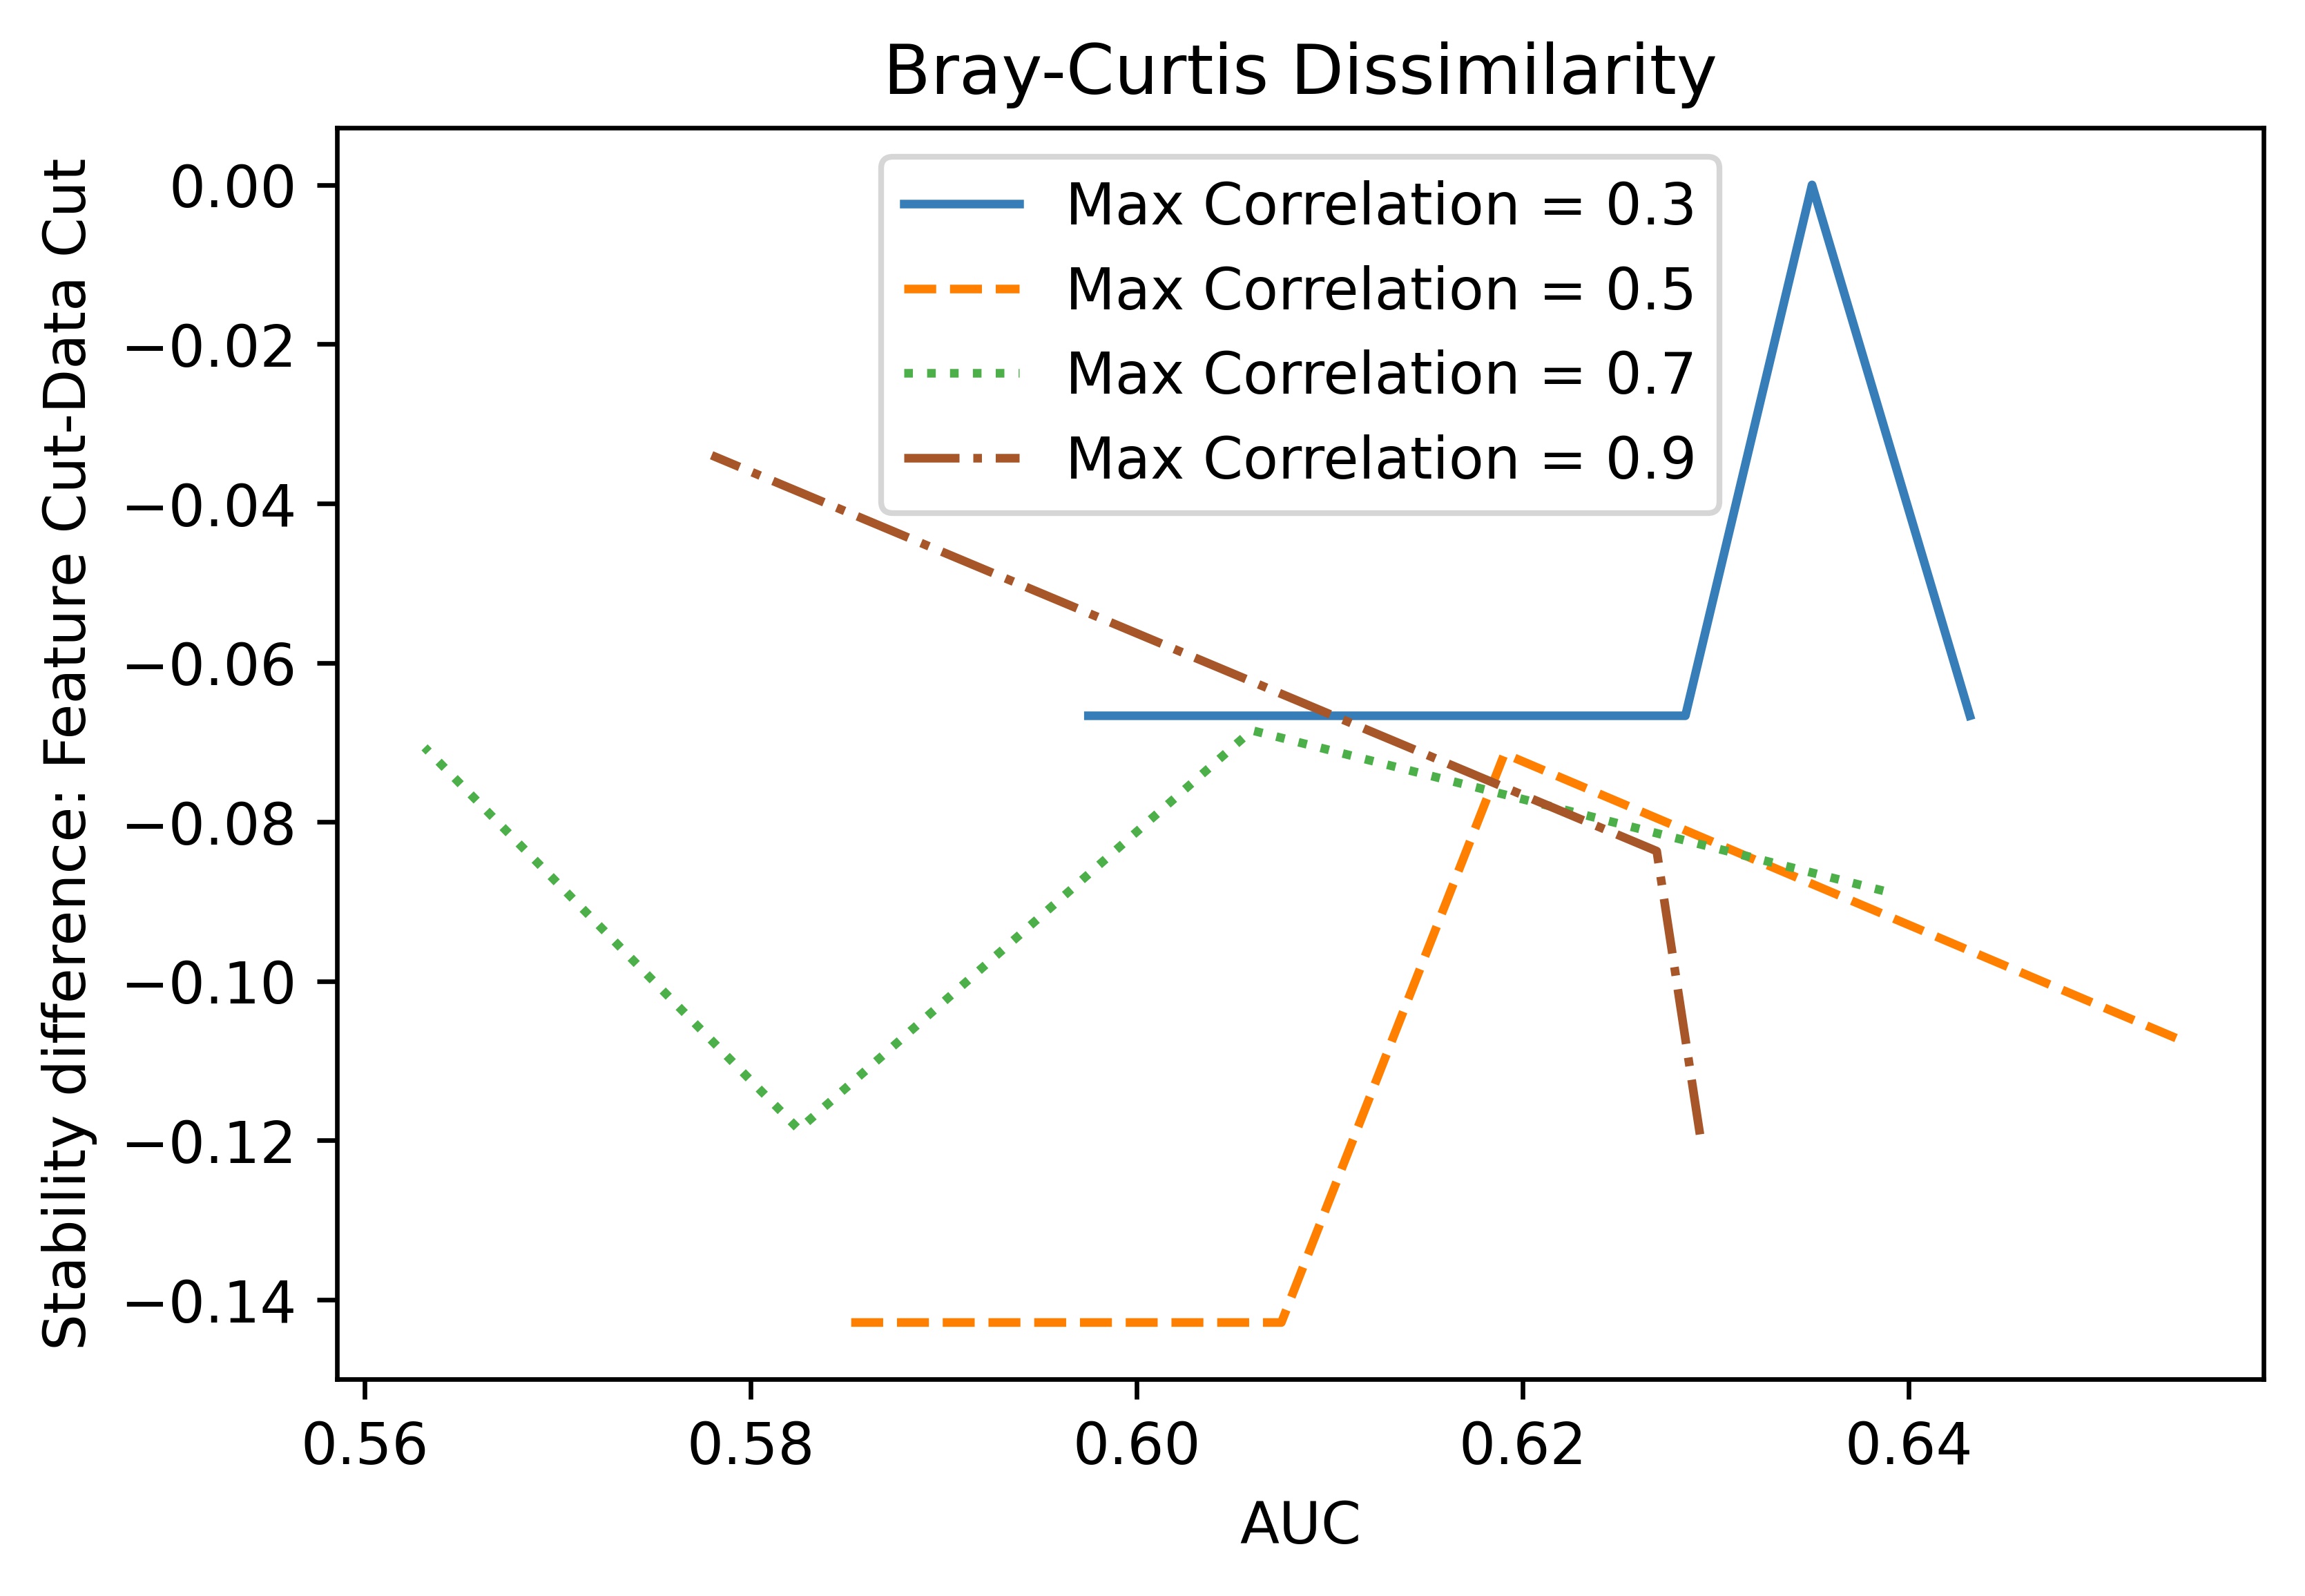 Bray-Curtis Dissimilarity
Stability difference: Feature Cut-Data Cut
0.00
−0.02
−0.04
−0.06
−0.08
−0.10
−0.12
−0.14
Max Correlation = 0.3
Max Correlation = 0.5
Max Correlation = 0.7
Max Correlation = 0.9
0.56 0.58 0.60 0.62 0.64
AUC